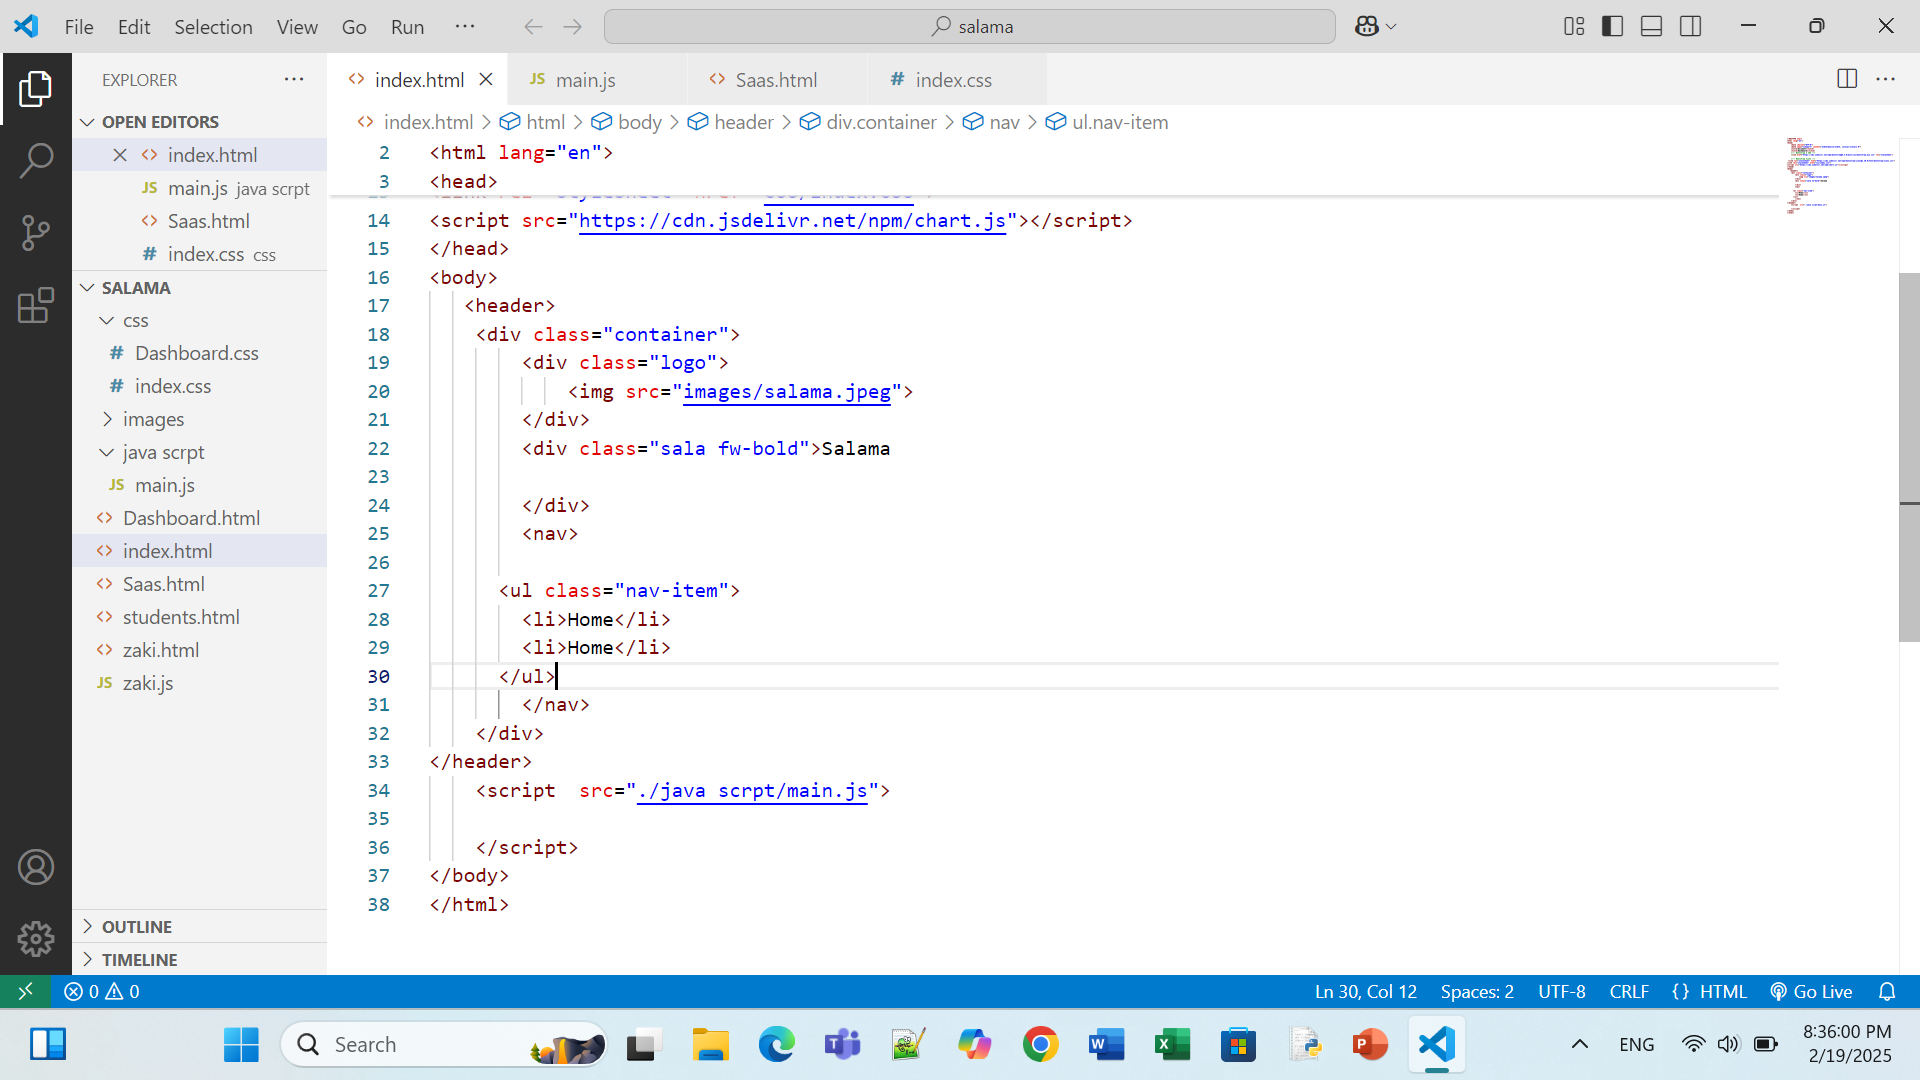 File Edit Selection View Go Run ···
salama
EXPLORER ···
index.html
JS main.js
Saas.html
# index.css
OPEN EDITORS
index.html
JS main.js java scrpt
Saas.html
# index.css css
SALAMA
css
# Dashboard.css
# index.css
images
java scrpt
JS main.js
Dashboard.html
index.html
Saas.html
students.html
zaki.html
JS zaki.js
OUTLINE
TIMELINE
index.html > html > body > header > div.container > nav > ul.nav-item
2 <html lang="en">
3 <head>
14 <script src="https://cdn.jsdelivr.net/npm/chart.js"></script>
15 </head>
16 <body>
17 <header>
18 <div class="container">
19 <div class="logo">
20 <img src="images/salama.jpeg">
21 </div>
22 <div class="sala fw-bold">Salama
23
24 </div>
25 <nav>
26
27 <ul class="nav-item">
28 <li>Home</li>
29 <li>Home</li>
30 </ul>
31 </nav>
32 </div>
33 </header>
34 <script  src="./java scrpt/main.js">
35
36 </script>
37 </body>
38 </html>
0 0
Ln 30, Col 12 Spaces: 2 UTF-8 CRLF {} HTML Go Live
Search
ENG
8:36:00 PM
2/19/2025